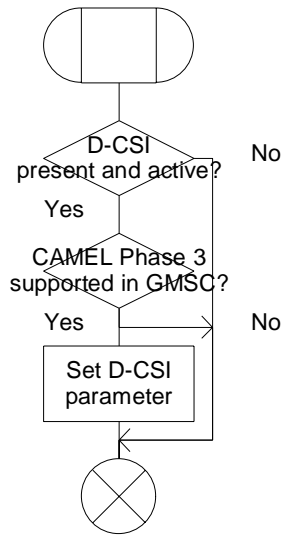 D-CSI
present and active?
No
Yes
CAMEL Phase 3
supported in GMSC?
Yes
No
Set D-CSI
parameter